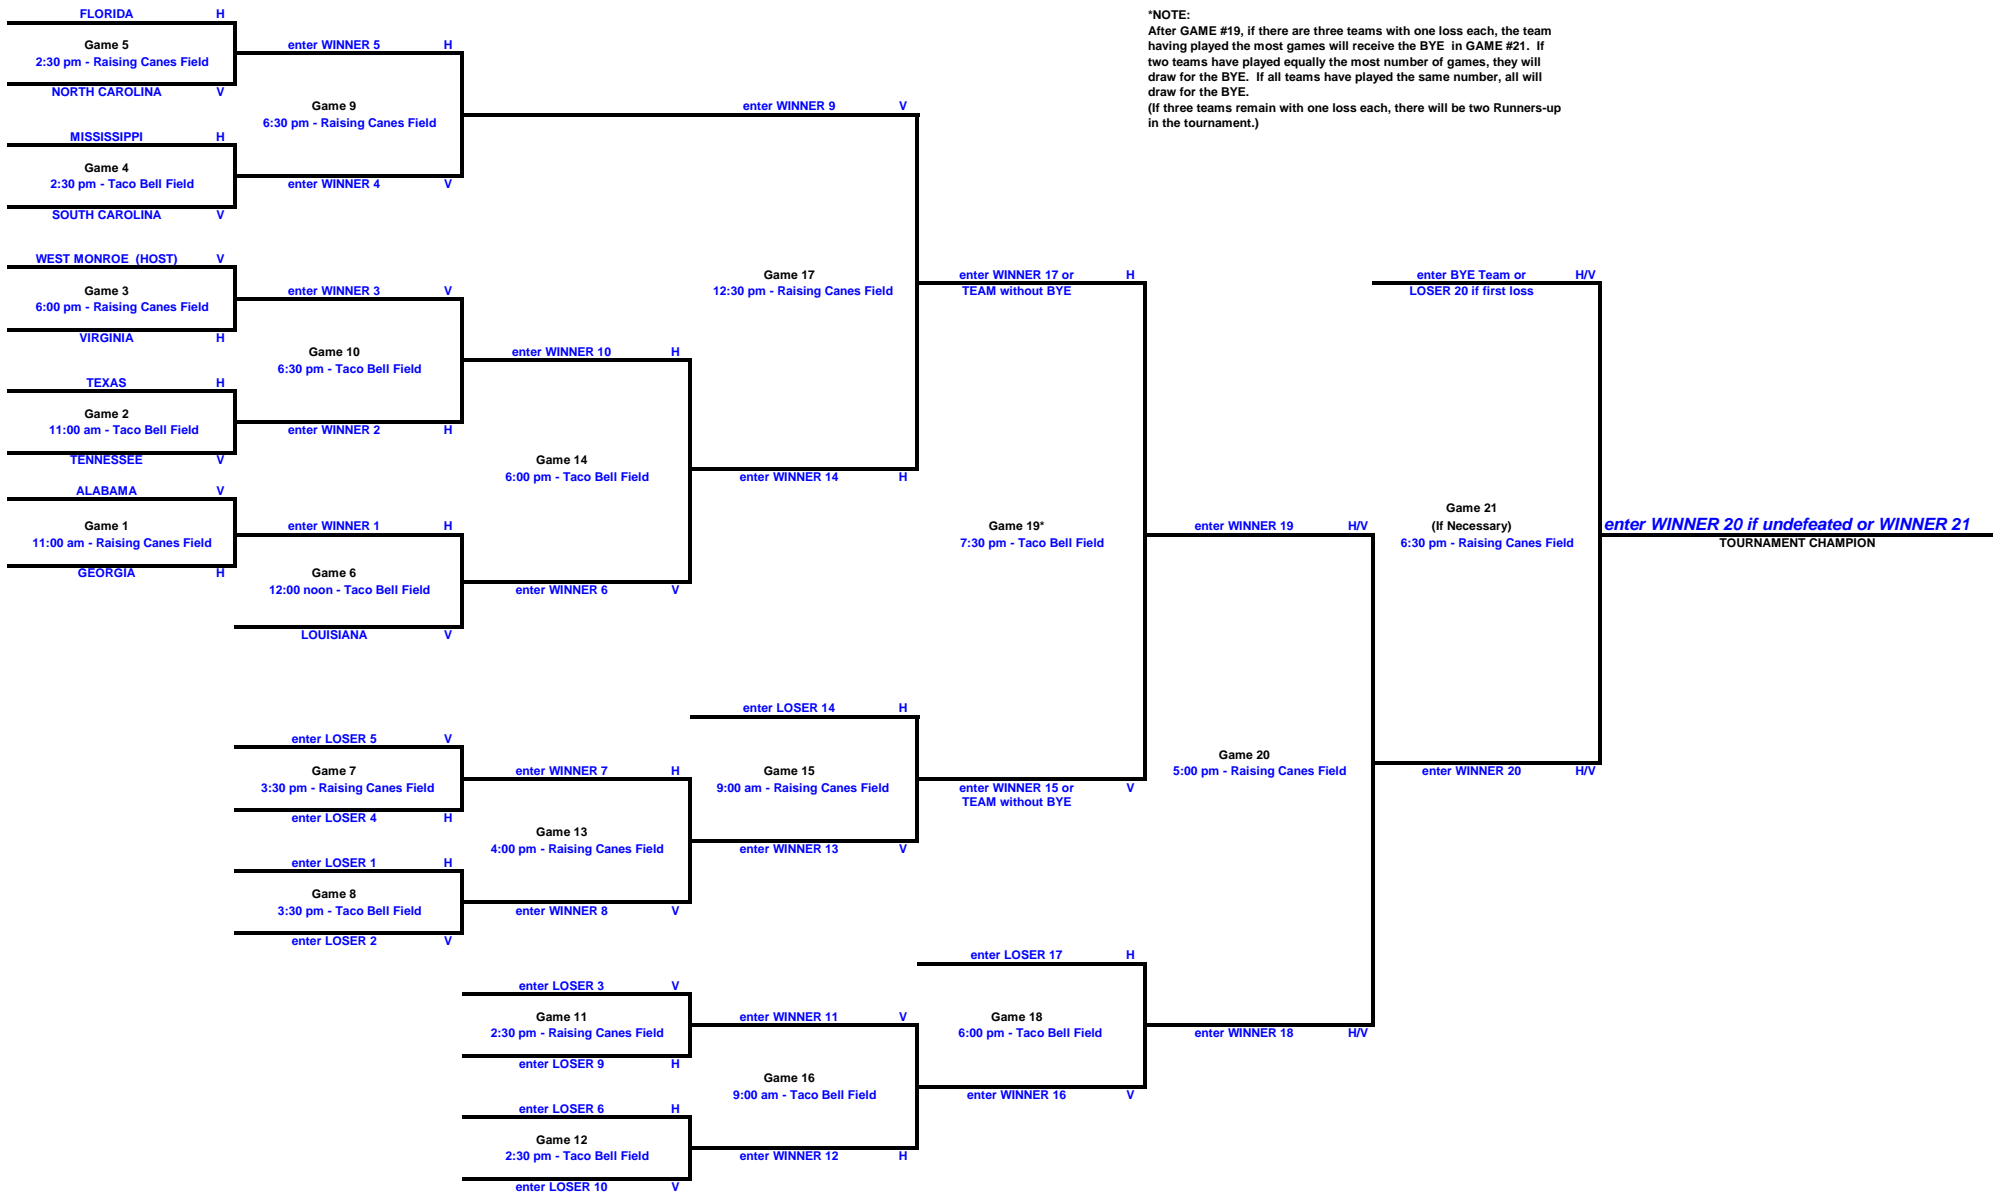 FLORIDA H
Game 5
2:30 pm - Raising Canes Field
NORTH CAROLINA V
MISSISSIPPI H
Game 4
2:30 pm - Taco Bell Field
SOUTH CAROLINA V
WEST MONROE (HOST) V
Game 3
6:00 pm - Raising Canes Field
VIRGINIA H
TEXAS H
Game 2
11:00 am - Taco Bell Field
TENNESSEE V
ALABAMA V
Game 1
11:00 am - Raising Canes Field
GEORGIA H
enter WINNER 5 H
Game 9
6:30 pm - Raising Canes Field
enter WINNER 4 V
enter WINNER 3 V
Game 10
6:30 pm - Taco Bell Field
enter WINNER 2 H
enter WINNER 1 H
Game 6
12:00 noon - Taco Bell Field
LOUISIANA V
enter LOSER 5 V
Game 7
3:30 pm - Raising Canes Field
enter LOSER 4 H
enter LOSER 1 H
Game 8
3:30 pm - Taco Bell Field
enter LOSER 2 V
enter WINNER 10 H
Game 14
6:00 pm - Taco Bell Field
enter WINNER 6 V
enter WINNER 7 H
Game 13
4:00 pm - Raising Canes Field
enter WINNER 8 V
enter LOSER 3 V
Game 11
2:30 pm - Raising Canes Field
enter LOSER 9 H
enter LOSER 6 H
Game 12
2:30 pm - Taco Bell Field
enter LOSER 10 V
enter WINNER 9 V
Game 17
12:30 pm - Raising Canes Field
enter WINNER 14 H
enter LOSER 14 H
Game 15
9:00 am - Raising Canes Field
enter WINNER 13 V
enter WINNER 11 V
Game 16
9:00 am - Taco Bell Field
enter WINNER 12 H
enter WINNER 17 or H
TEAM without BYE
Game 19*
7:30 pm - Taco Bell Field
enter WINNER 15 or V
TEAM without BYE
enter LOSER 17 H
Game 18
6:00 pm - Taco Bell Field
enter WINNER 16 V
*NOTE:
After GAME #19, if there are three teams with one loss each, the team
having played the most games will receive the BYE in GAME #21. If
two teams have played equally the most number of games, they will
draw for the BYE. If all teams have played the same number, all will
draw for the BYE.
(If three teams remain with one loss each, there will be two Runners-up
in the tournament.)
enter WINNER 19 H/V
Game 20
5:00 pm - Raising Canes Field
enter WINNER 18 H/V
enter BYE Team or H/V
LOSER 20 if first loss
Game 21
(If Necessary)
6:30 pm - Raising Canes Field
enter WINNER 20 H/V
enter WINNER 20 if undefeated or WINNER 21
TOURNAMENT CHAMPION